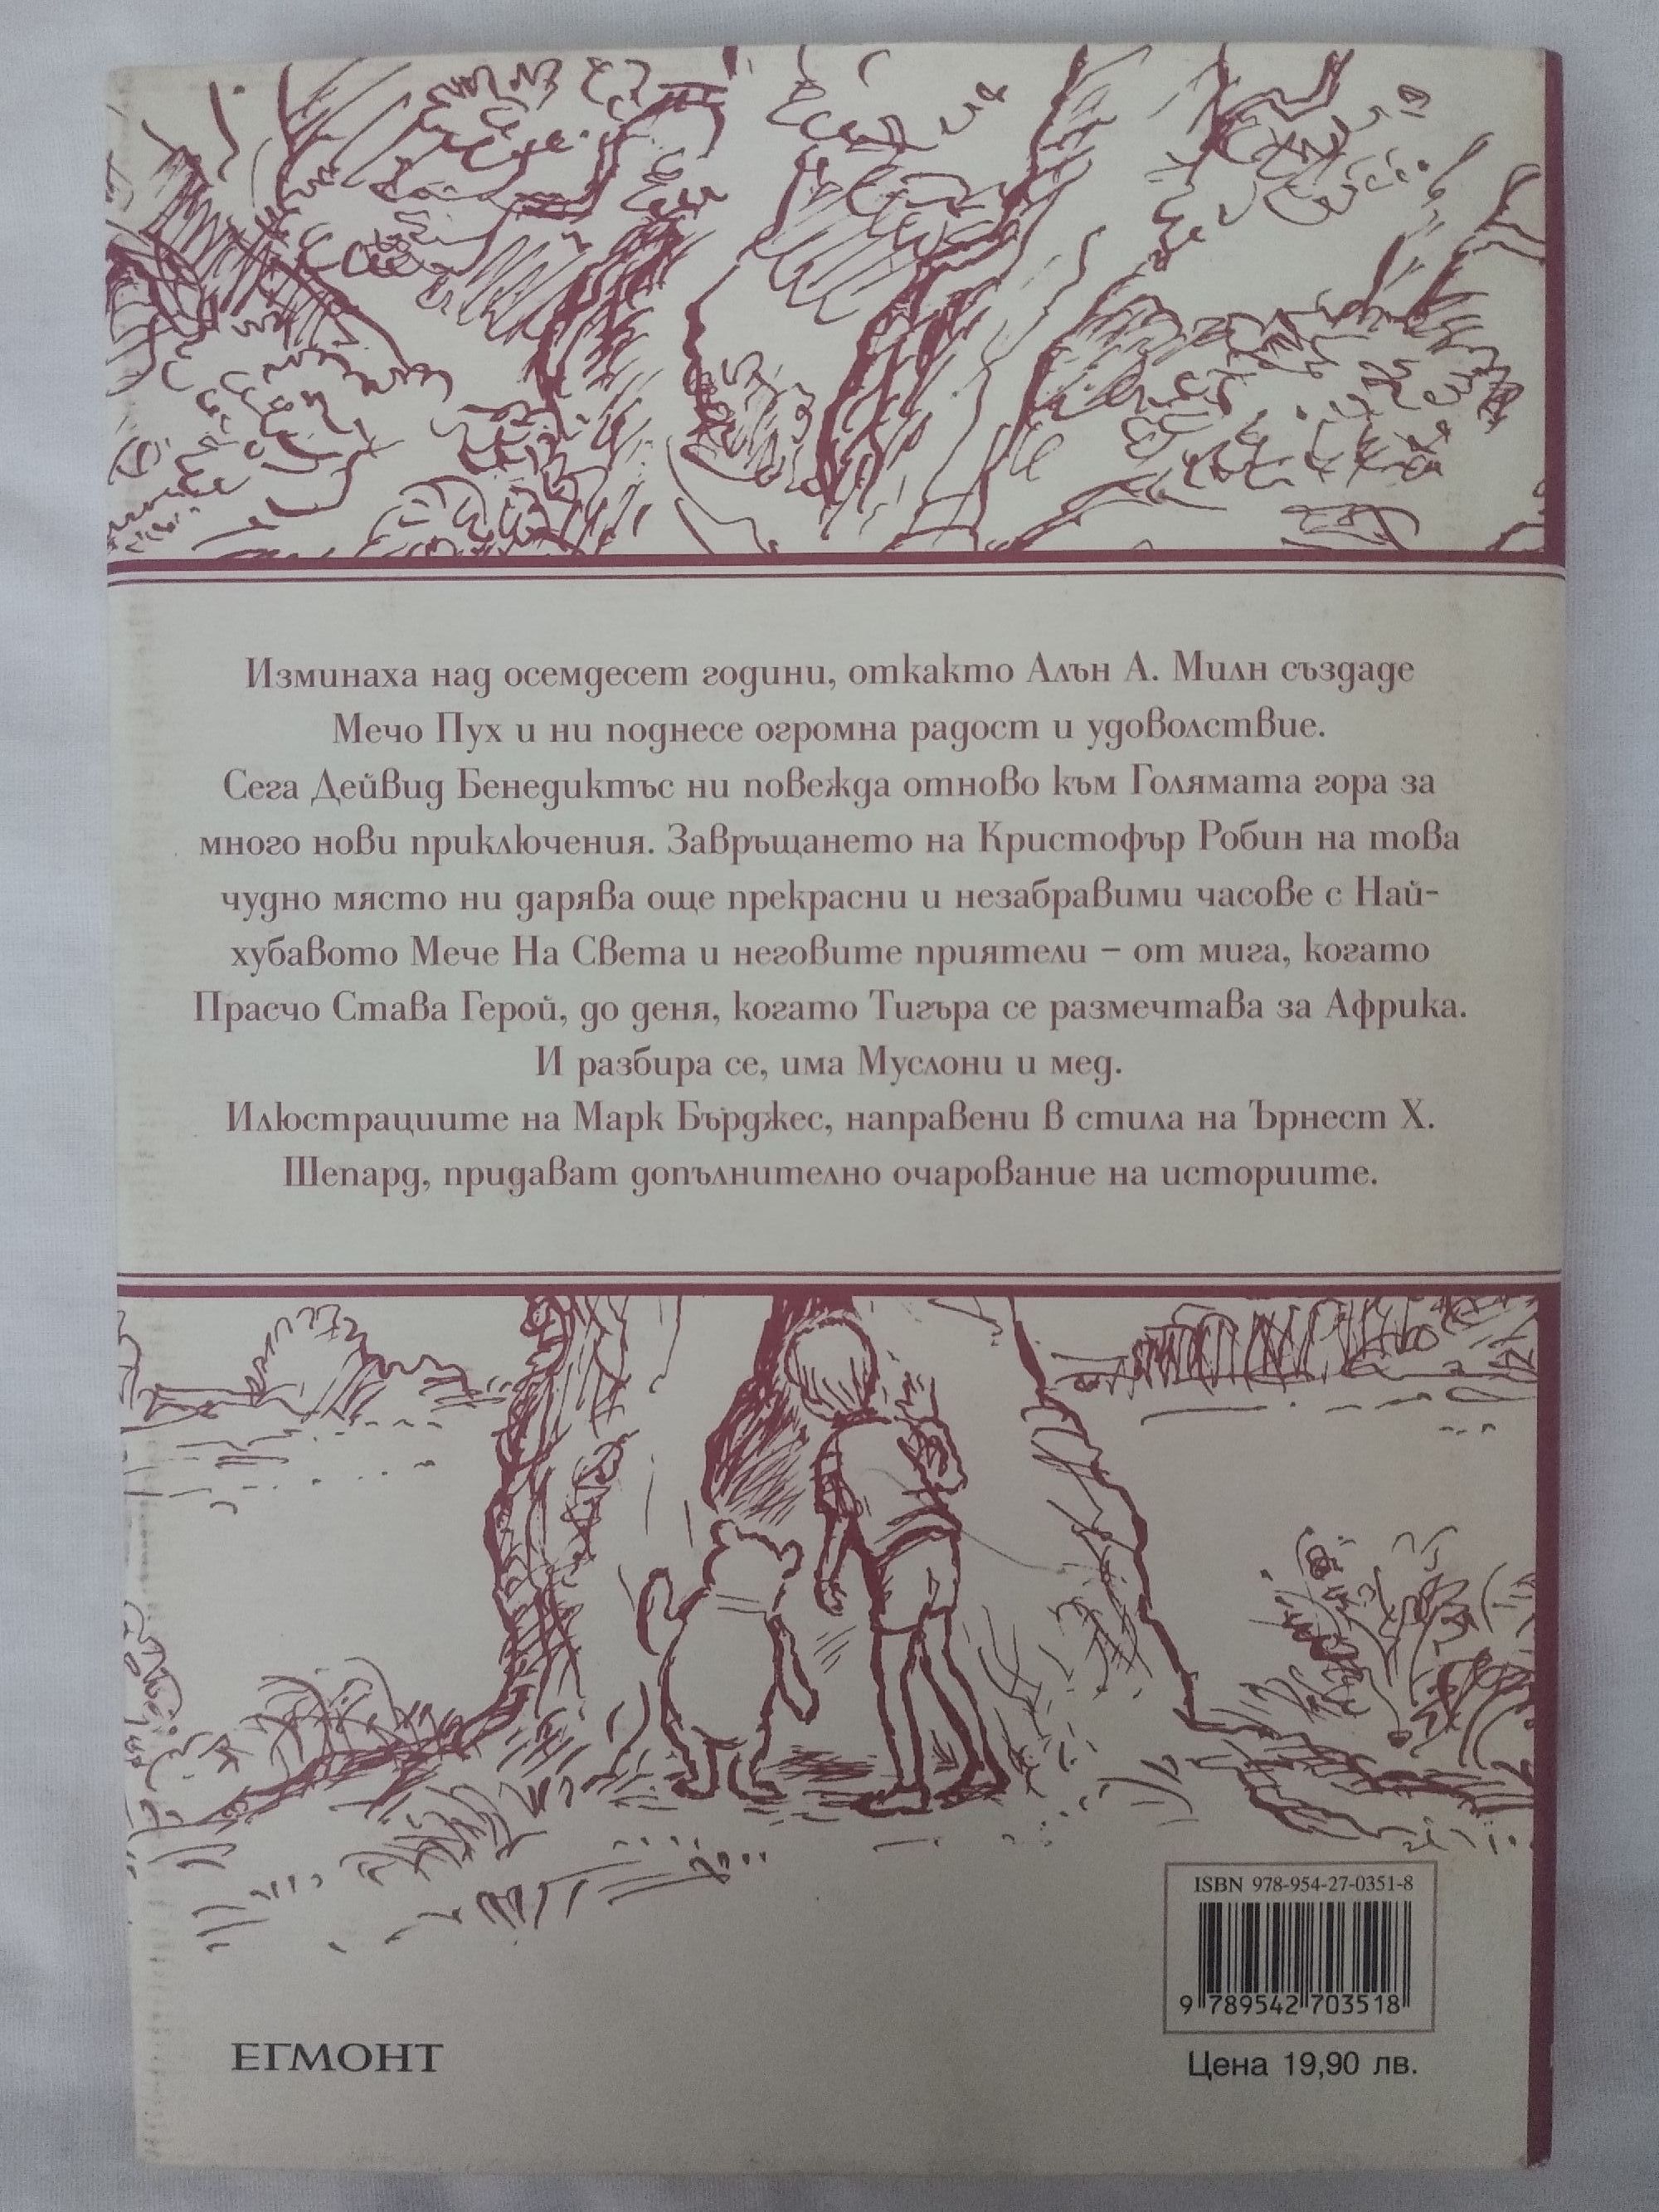 Изминаха над осемдесет години, откакто Алън А. Милн създаде
Мечо Пух и ни поднесе огромна радост и удоволствие.
Сега Дейвид Бенедиктъс ни повежда отново към Голямата гора за
много нови приключения. Завръщането на Кристофър Робин на това
чудно място ни дарява още прекрасни и незабравими часове с Най-
хубавото Мече На Света и неговите приятели – от мига, когато
Прасчо Става Герой, до деня, когато Тигъра се размечтава за Африка.
И разбира се, има Муслони и мед.
Илюстрациите на Марк Бърджес, направени в стила на Ърнест Х.
Шепард, придават допълнително очарование на историите.
ISBN 978-954-27-0351-8
9 789542 703518
ЕГМОНТ
Цена 19,90 лв.